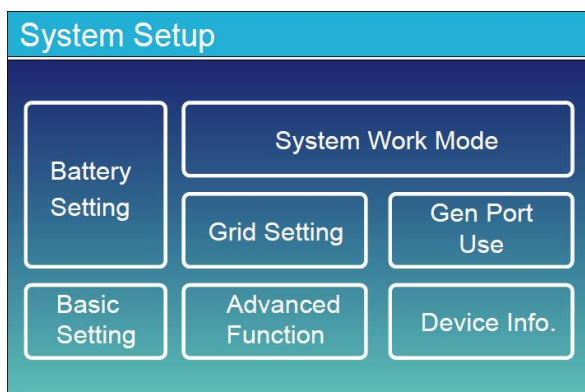 System Setup
Battery
Setting
System Work Mode
Grid Setting
Gen Port
Use
Basic
Setting
Advanced
Function
Device Info.